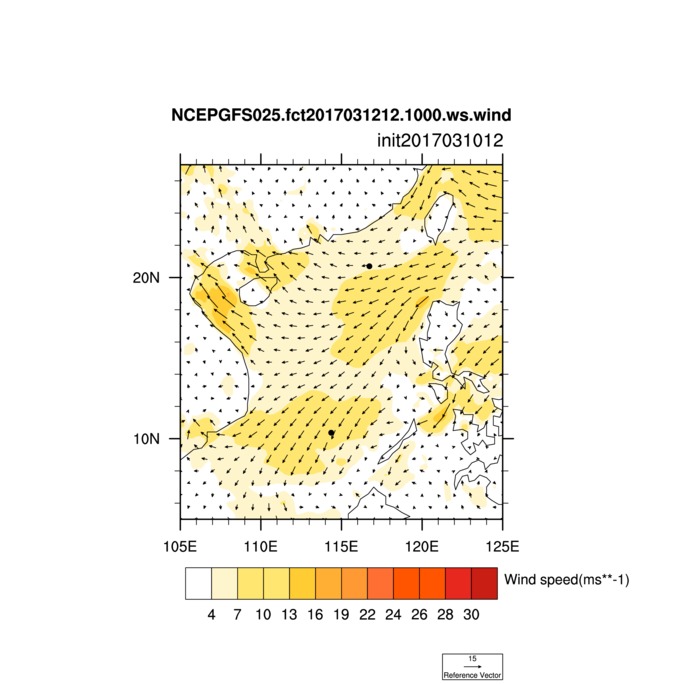 NCEPGFS025.fct2017031212.1000.ws.wind
init2017031012
20N
10N
105E 110E 115E 120E 125E
Wind speed(ms**-1)
4 7 10 13 16 19 22 24 26 28 30
15
Reference Vector